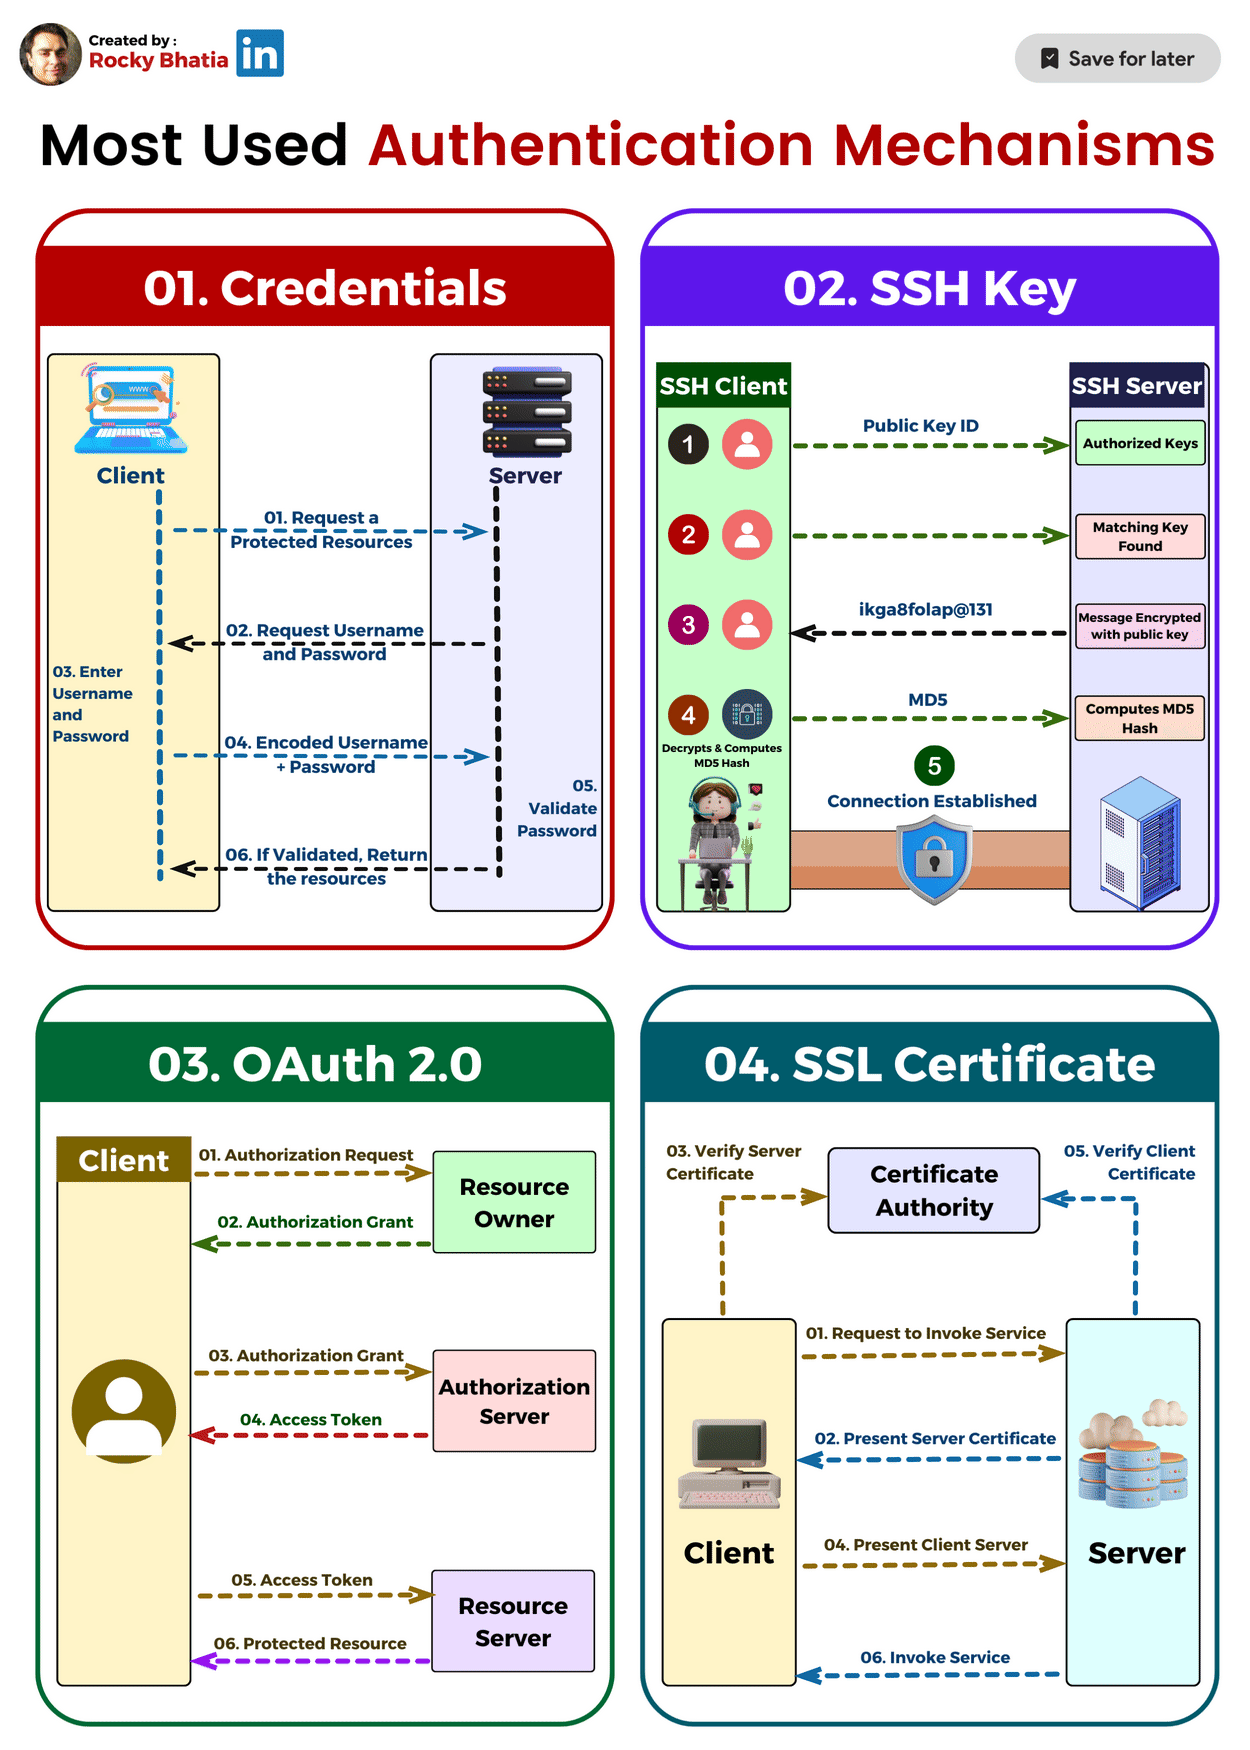 Created by :
Rocky Bhatia
in
Save for later
Most Used Authentication Mechanisms
01. Credentials
WWW
Client
Server
01. Request a
Protected Resources
02. Request Username
and Password
03. Enter
Username
and
Password
04. Encoded Username
+ Password
05.
Validate
Password
06. If Validated, Return
the resources
02. SSH Key
SSH Client
SSH Server
1
Public Key ID
Authorized Keys
2
Matching Key
Found
3
ikga8folap@131
Message Encrypted
with public key
4
MD5
Computes MD5
Hash
Decrypts & Computes
MD5 Hash
5
Connection Established
03. OAuth 2.0
Client
01. Authorization Request
Resource
Owner
02. Authorization Grant
03. Authorization Grant
Authorization
Server
04. Access Token
05. Access Token
Resource
Server
06. Protected Resource
04. SSL Certificate
03. Verify Server
Certificate
Certificate
Authority
05. Verify Client
Certificate
01. Request to Invoke Service
02. Present Server Certificate
04. Present Client Server
Client
Server
06. Invoke Service